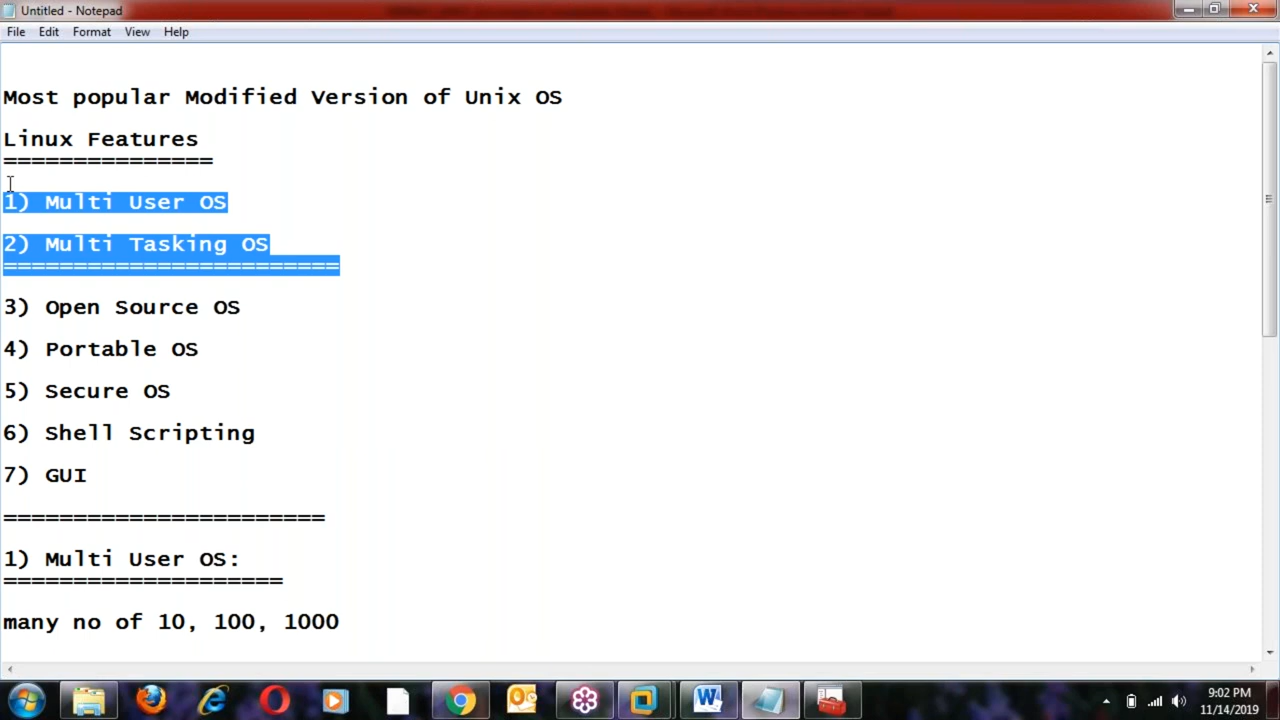 Untitled - Notepad
File Edit Format View Help
Most popular Modified Version of Unix OS
Linux Features
===============
1) Multi User OS
2) Multi Tasking OS
========================
3) Open Source OS
4) Portable OS
5) Secure OS
6) Shell Scripting
7) GUI
=======================
1) Multi User OS:
====================
many no of 10, 100, 1000
9:02 PM
11/14/2019